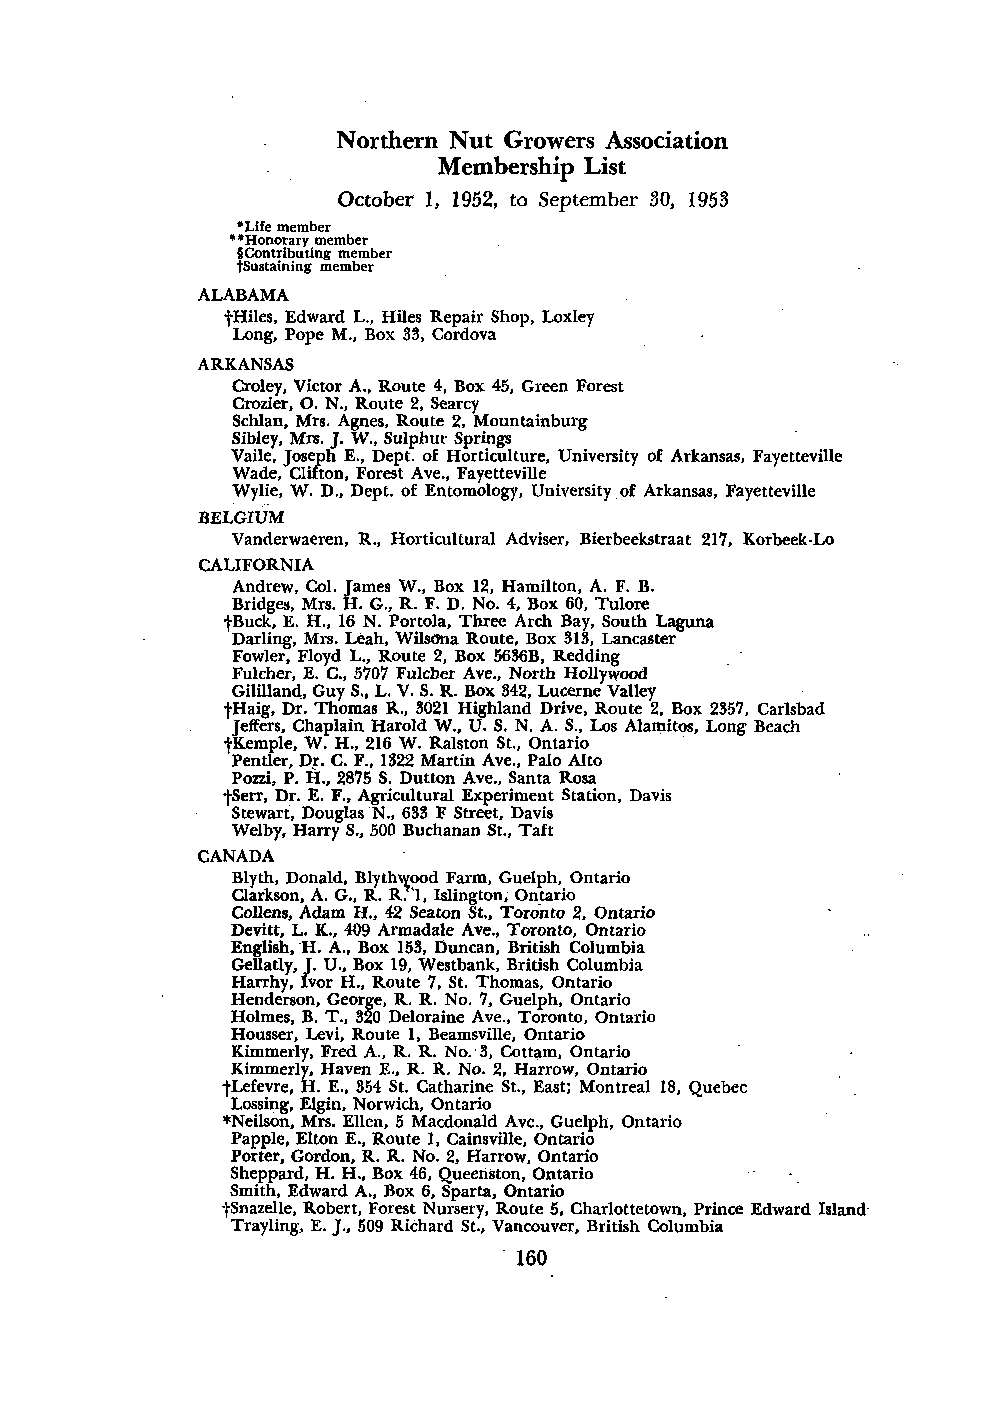 Northern Nut Growers Association
Membership List
October 1, 1952, to September 30, 1953
*Life member
**Honorary member
§Contributing member
†Sustaining member
ALABAMA
†Hiles, Edward L., Hiles Repair Shop, Loxley
Long, Pope M., Box 33, Cordova
ARKANSAS
Croley, Victor A., Route 4, Box 45, Green Forest
Crozier, O. N., Route 2, Searcy
Schlan, Mrs. Agnes, Route 2, Mountainburg
Sibley, Mrs. J. W., Sulphur Springs
Vaile, Joseph E., Dept. of Horticulture, University of Arkansas, Fayetteville
Wade, Clifton, Forest Ave., Fayetteville
Wylie, W. D., Dept. of Entomology, University of Arkansas, Fayetteville
BELGIUM
Vanderwaeren, R., Horticultural Adviser, Bierbeekstraat 217, Korbeek-Lo
CALIFORNIA
Andrew, Col. James W., Box 12, Hamilton, A. F. B.
Bridges, Mrs. H. G., R. F. D. No. 4, Box 60, Tulore
†Buck, E. H., 16 N. Portola, Three Arch Bay, South Laguna
Darling, Mrs. Leah, Wilsona Route, Box 313, Lancaster
Fowler, Floyd L., Route 2, Box 5636B, Redding
Fulcher, E. C., 5707 Fulcher Ave., North Hollywood
Gililland, Guy S., L. V. S. R. Box 342, Lucerne Valley
†Haig, Dr. Thomas R., 3021 Highland Drive, Route 2, Box 2357, Carlsbad
Jeffers, Chaplain Harold W., U. S. N. A. S., Los Alamitos, Long Beach
†Kemple, W. H., 216 W. Ralston St., Ontario
Pentler, Dr. C. F., 1322 Martin Ave., Palo Alto
Pozzi, P. H., 2875 S. Dutton Ave., Santa Rosa
†Serr, Dr. E. F., Agricultural Experiment Station, Davis
Stewart, Douglas N., 633 F Street, Davis
Welby, Harry S., 500 Buchanan St., Taft
CANADA
Blyth, Donald, Blythwood Farm, Guelph, Ontario
Clarkson, A. G., R. R. 1, Islington, Ontario
Collens, Adam H., 42 Seaton St., Toronto 2, Ontario
Devitt, L. K., 409 Armadale Ave., Toronto, Ontario
English, H. A., Box 153, Duncan, British Columbia
Gellatly, J. U., Box 19, Westbank, British Columbia
Harrhy, Ivor H., Route 7, St. Thomas, Ontario
Henderson, George, R. R. No. 7, Guelph, Ontario
Holmes, B. T., 320 Deloraine Ave., Toronto, Ontario
Housser, Levi, Route 1, Beamsville, Ontario
Kimmerly, Fred A., R. R. No. 3, Cottam, Ontario
Kimmerly, Haven E., R. R. No. 2, Harrow, Ontario
†Lefevre, H. E., 354 St. Catharine St., East; Montreal 18, Quebec
Lossing, Elgin, Norwich, Ontario
*Neilson, Mrs. Ellen, 5 Macdonald Ave., Guelph, Ontario
Papple, Elton E., Route 1, Cainsville, Ontario
Porter, Gordon, R. R. No. 2, Harrow, Ontario
Sheppard, H. H., Box 46, Queenston, Ontario
Smith, Edward A., Box 6, Sparta, Ontario
†Snazelle, Robert, Forest Nursery, Route 5, Charlottetown, Prince Edward Island
Trayling, E. J., 509 Richard St., Vancouver, British Columbia
160